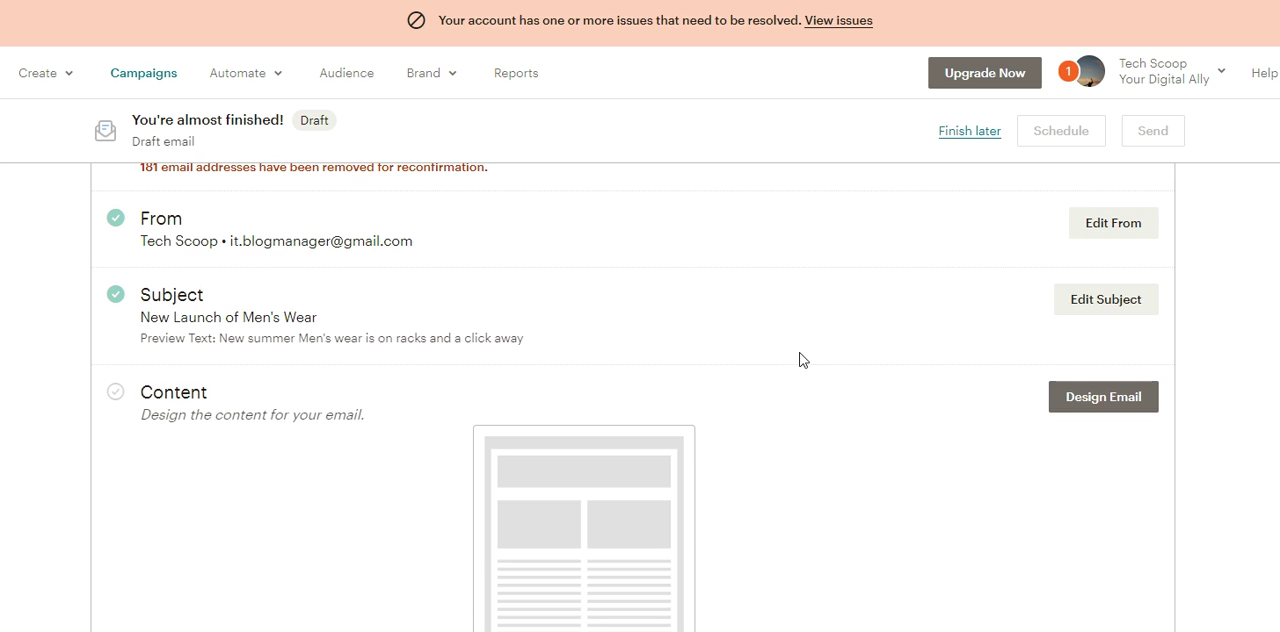 Your account has one or more issues that need to be resolved. View issues
Create
Campaigns
Automate
Audience
Brand
Reports
Upgrade Now
1
Tech Scoop
Your Digital Ally
Help
You're almost finished! Draft
Draft email
Finish later
Schedule
Send
181 email addresses have been removed for reconfirmation.
From
Tech Scoop • it.blogmanager@gmail.com
Edit From
Subject
New Launch of Men's Wear
Preview Text: New summer Men's wear is on racks and a click away
Edit Subject
Content
Design the content for your email.
Design Email